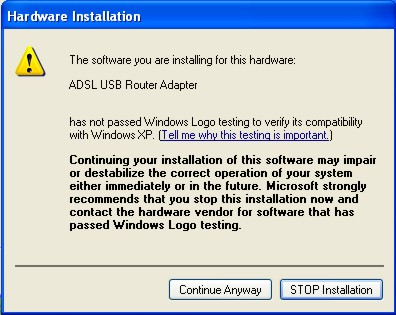 Hardware Installation
The software you are installing for this hardware:
ADSL USB Router Adapter
has not passed Windows Logo testing to verify its compatibility
with Windows XP. (Tell me why this testing is important.)
Continuing your installation of this software may impair
or destabilize the correct operation of your system
either immediately or in the future. Microsoft strongly
recommends that you stop this installation now and
contact the hardware vendor for software that has
passed Windows Logo testing.
Continue Anyway
STOP Installation